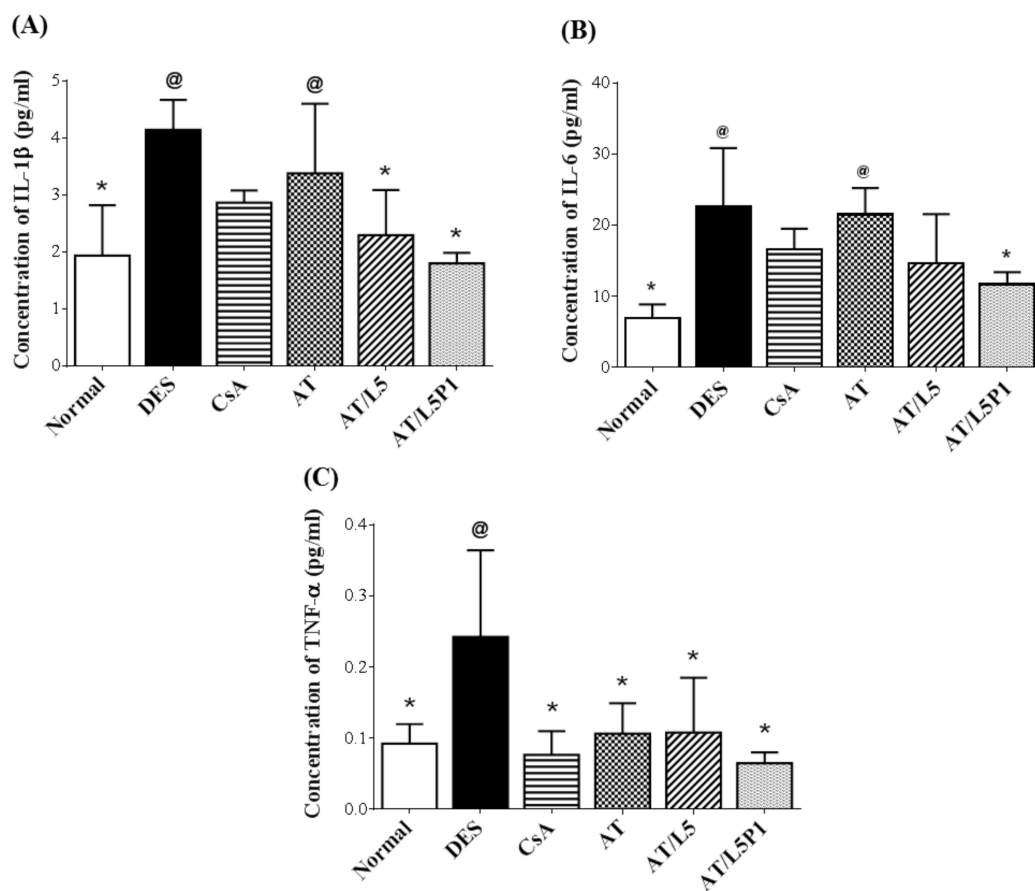 (A)
Concentration of IL-1β (pg/ml)
5
4
3
2
1
0
@
@
*
*
*
Normal
DES
CsA
AT
AT/L5
AT/L5P1
(B)
Concentration of IL-6 (pg/ml)
40
30
20
10
0
@
@
*
*
Normal
DES
CsA
AT
AT/L5
AT/L5P1
(C)
Concentration of TNF-α (pg/ml)
0.4
0.3
0.2
0.1
0.0
@
*
*
*
*
*
Normal
DES
CsA
AT
AT/L5
AT/L5P1